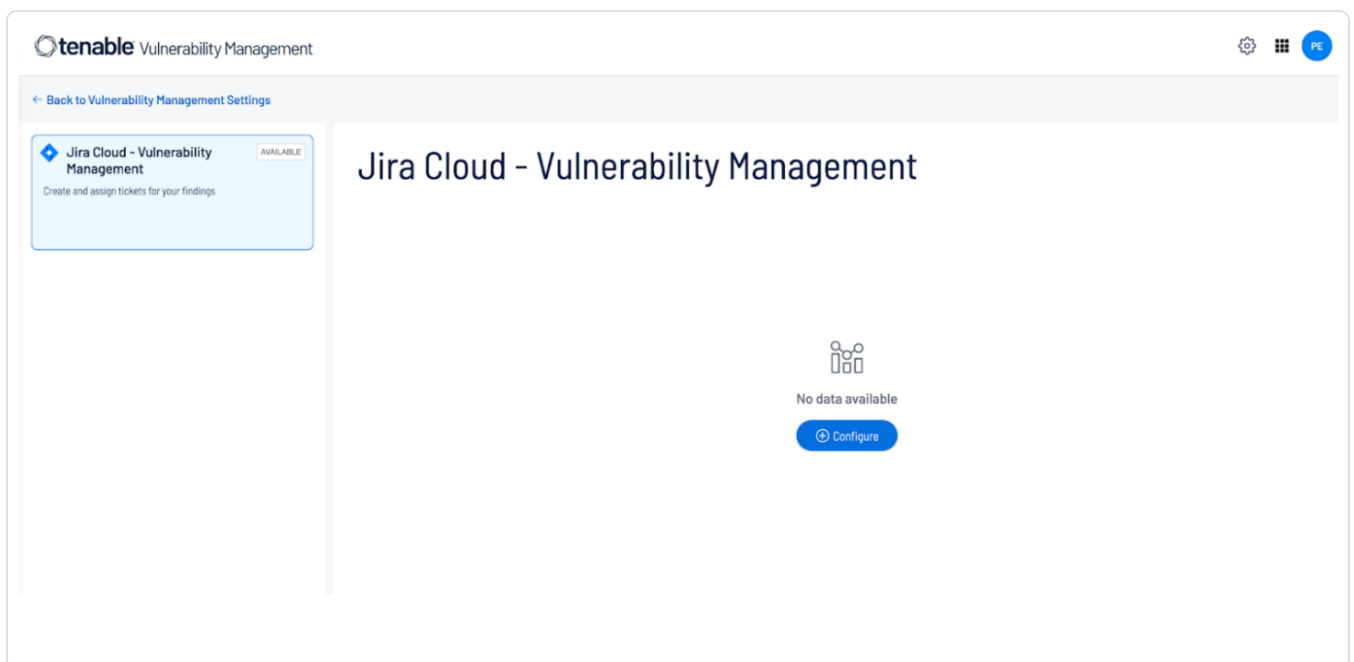 tenable Vulnerability Management
PE
← Back to Vulnerability Management Settings
Jira Cloud - Vulnerability
Management
AVAILABLE
Create and assign tickets for your findings
Jira Cloud - Vulnerability Management
No data available
Configure